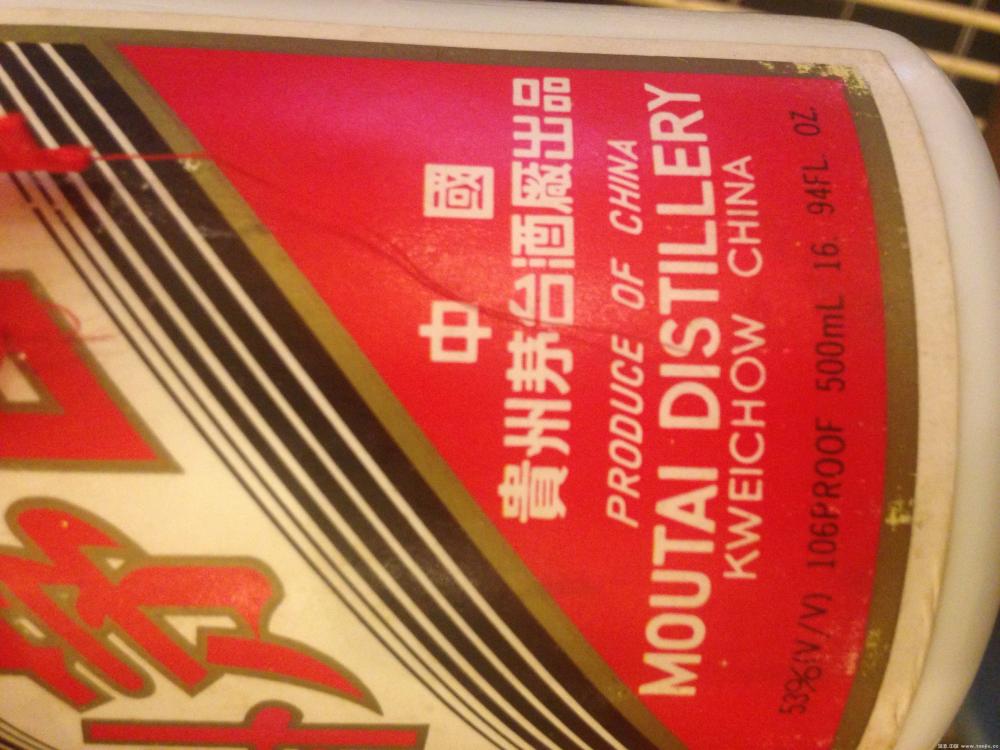 中國
貴州茅台酒廠出品
PRODUCE OF CHINA
MOUTAI DISTILLERY
KWEICHOW CHINA
53%(V/V) 106PROOF 500mL 16. 94FL. OZ.